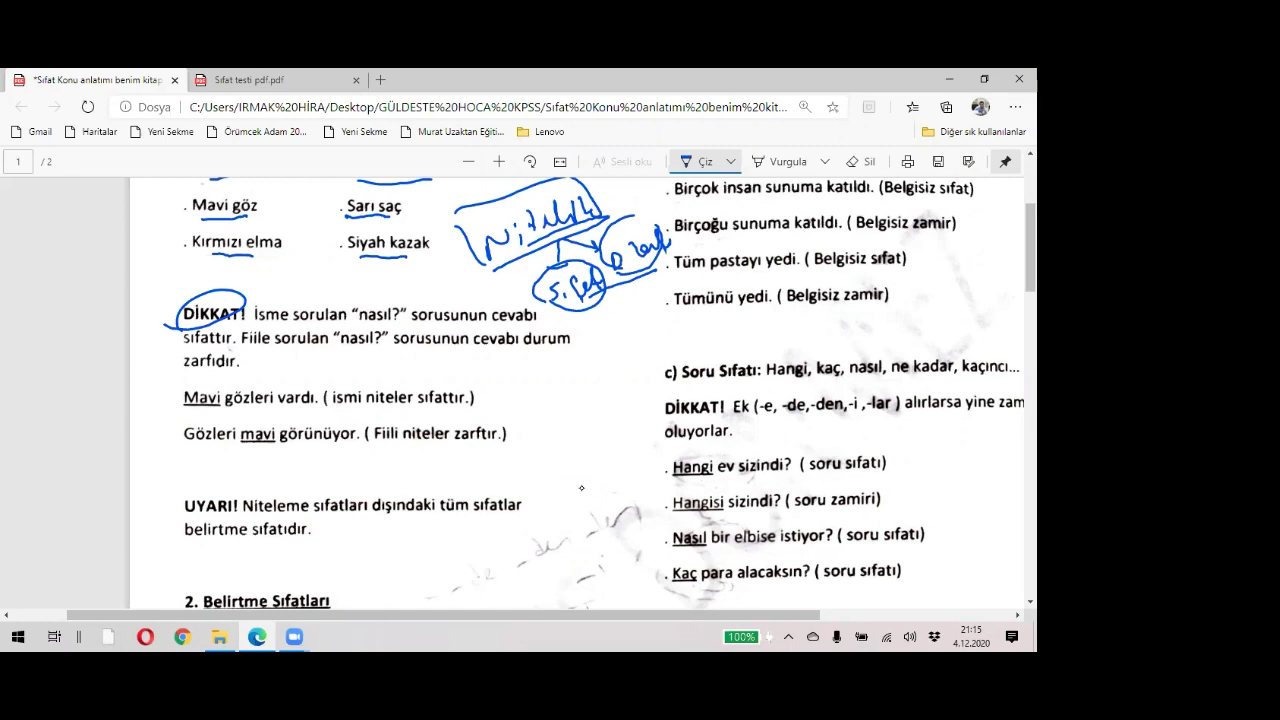 *Sıfat Konu anlatımı benim kitap
Sıfat testi pdf.pdf
Dosya
C:/Users/IRMAK%20HİRA/Desktop/GÜLDESTE%20HOCA%20KPSS/Sıfat%20Konu%20anlatımı%20benim%20kit...
Gmail
Haritalar
Yeni Sekme
Örümcek Adam 20...
Yeni Sekme
Murat Uzaktan Eğiti...
Lenovo
Diğer sık kullanılanlar
1 / 2
Sesli oku
Çiz
Vurgula
Sil
. Mavi göz
. Sarı saç
. Kırmızı elma
. Siyah kazak
Nitelik
Sıfat
D zarf
DİKKAT! İsme sorulan “nasıl?” sorusunun cevabı
sıfattır. Fiile sorulan “nasıl?” sorusunun cevabı durum
zarfıdır.
Mavi gözleri vardı. ( ismi niteler sıfattır.)
Gözleri mavi görünüyor. ( Fiili niteler zarftır.)
UYARI! Niteleme sıfatları dışındaki tüm sıfatlar
belirtme sıfatıdır.
2. Belirtme Sıfatları
. Birçok insan sunuma katıldı. (Belgisiz sıfat)
. Birçoğu sunuma katıldı. ( Belgisiz zamir)
. Tüm pastayı yedi. ( Belgisiz sıfat)
. Tümünü yedi. ( Belgisiz zamir)
c) Soru Sıfatı: Hangi, kaç, nasıl, ne kadar, kaçıncı...
DİKKAT! Ek (-e, -de,-den,-i ,-lar ) alırlarsa yine zam
oluyorlar.
. Hangi ev sizindi? ( soru sıfatı)
. Hangisi sizindi? ( soru zamiri)
. Nasıl bir elbise istiyor? ( soru sıfatı)
. Kaç para alacaksın? ( soru sıfatı)
-de -den -den
100%
21:15
4.12.2020